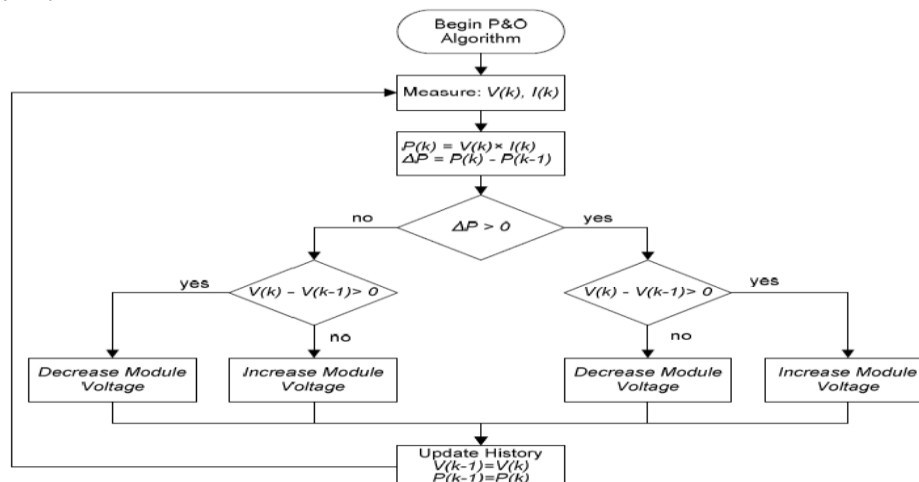 Begin P&O
Algorithm
Measure: V(k), I(k)
P(k) = V(k)× I(k)
ΔP = P(k) - P(k-1)
no
ΔP > 0
yes
yes
V(k) - V(k-1)> 0
V(k) - V(k-1)> 0
yes
no
no
Decrease Module
Voltage
Increase Module
Voltage
Decrease Module
Voltage
Increase Module
Voltage
Update History
V(k-1)=V(k)
P(k-1)=P(k)